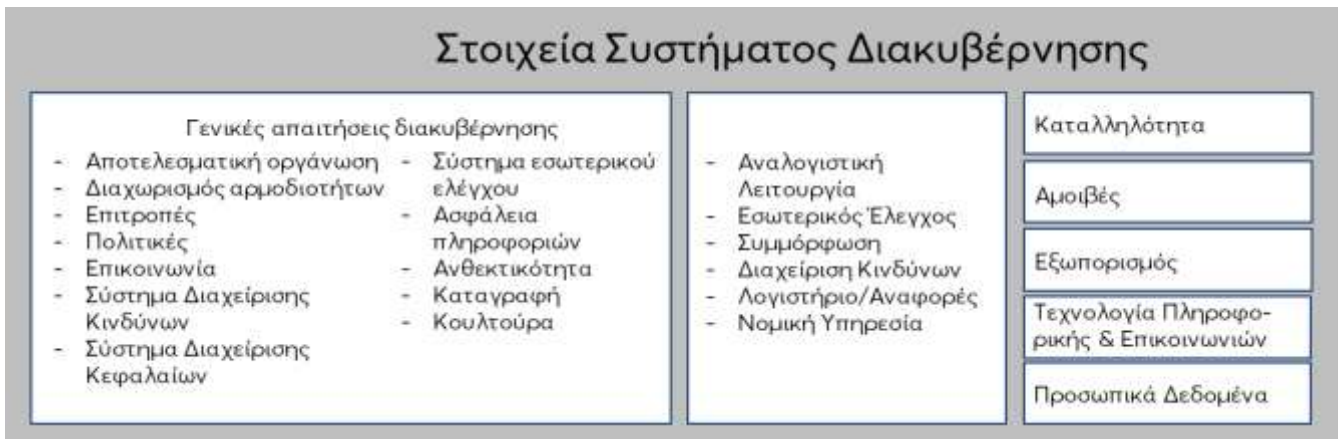 Στοιχεία Συστήματος Διακυβέρνησης
Γενικές απαιτήσεις διακυβέρνησης
- Αποτελεσματική οργάνωση
- Διαχωρισμός αρμοδιοτήτων
- Επιτροπές
- Πολιτικές
- Επικοινωνία
- Σύστημα Διαχείρισης
Κινδύνων
- Σύστημα Διαχείρισης
Κεφαλαίων
- Σύστημα εσωτερικού
ελέγχου
- Ασφάλεια
πληροφοριών
- Ανθεκτικότητα
- Καταγραφή
- Κουλτούρα
- Αναλογιστική
Λειτουργία
- Εσωτερικός Έλεγχος
- Συμμόρφωση
- Διαχείριση Κινδύνων
- Λογιστήριο/Αναφορές
- Νομική Υπηρεσία
Καταλληλότητα
Αμοιβές
Εξωπορισμός
Τεχνολογία Πληροφο-
ρικής & Επικοινωνιών
Προσωπικά Δεδομένα